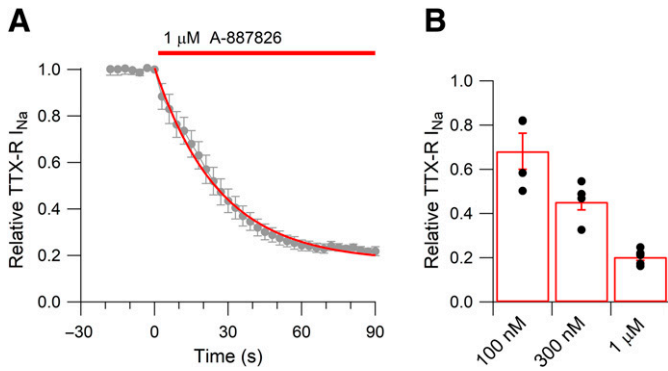 A
1 μM A-887826
Relative TTX-R INa
1.0
0.8
0.6
0.4
0.2
0.0
−30 0 30 60 90
Time (s)
B
Relative TTX-R INa
1.0
0.8
0.6
0.4
0.2
0.0
100 nM
300 nM
1 μM